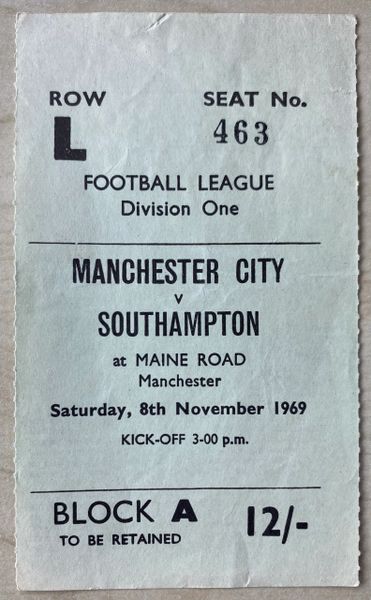 ROW SEAT No.
L 463
FOOTBALL LEAGUE
Division One
MANCHESTER CITY
v
SOUTHAMPTON
at MAINE ROAD
Manchester
Saturday, 8th November 1969
KICK-OFF 3-00 p.m.
BLOCK A 12/-
TO BE RETAINED